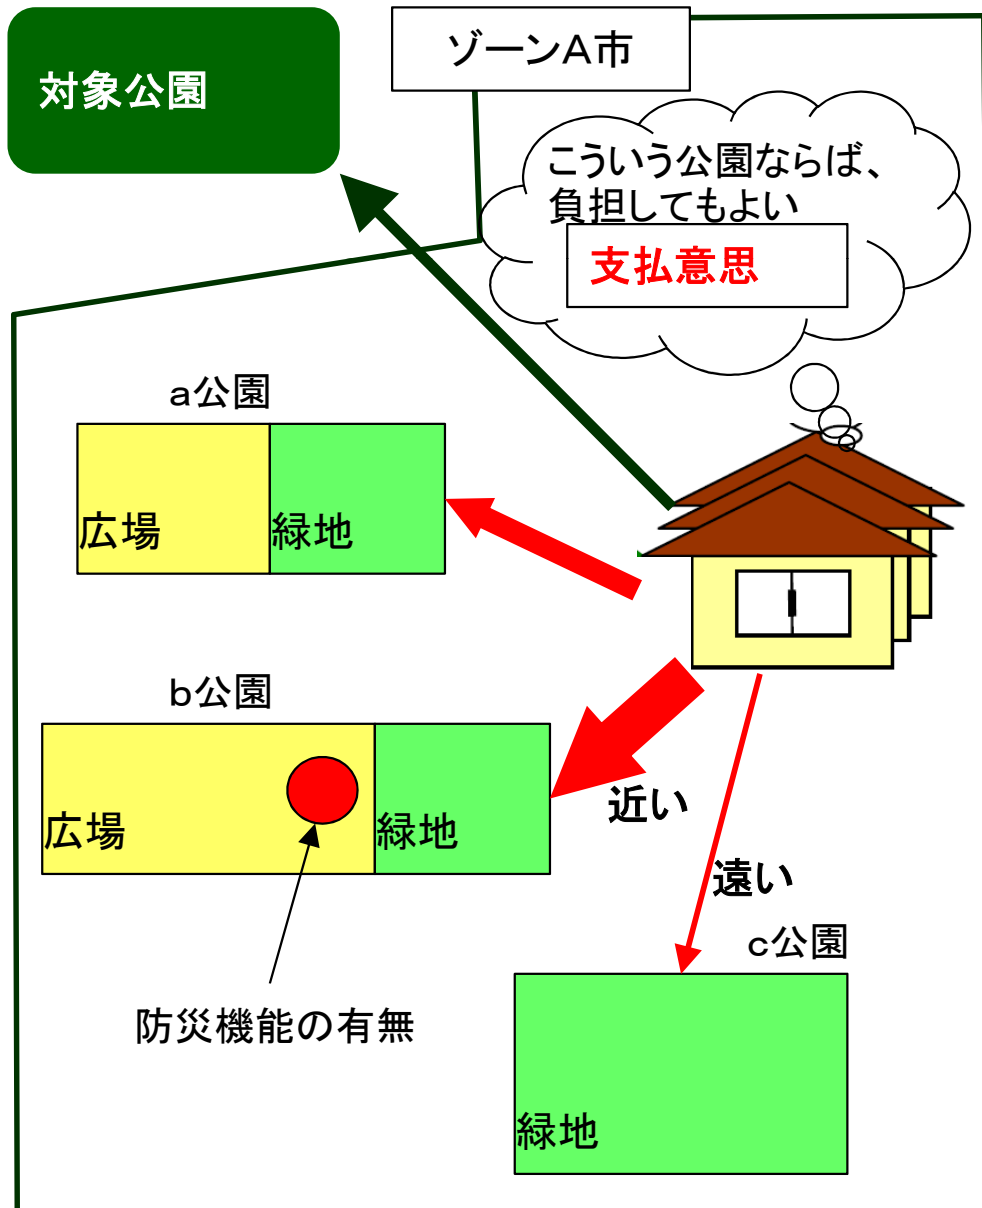 対象公園
ゾーンA市
こういう公園ならば、
負担してもよい
支払意思
a公園
広場
緑地
b公園
広場
緑地
近い
遠い
c公園
防災機能の有無
緑地